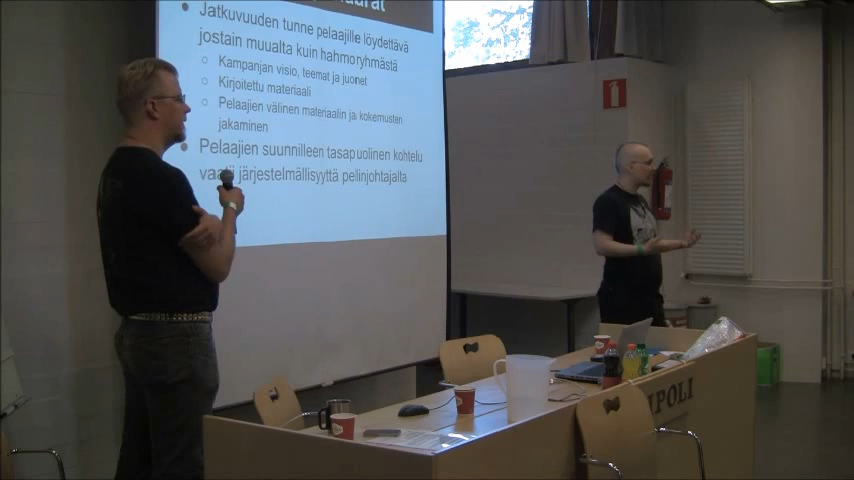 Jatkuvuuden tunne pelaajille löydettävä
jostain muualta kuin hahmoryhmästä
Kampanjan visio, teemat ja juonet
Kirjoitettu materiaali
Pelaajien välinen materiaalin ja kokemusten
jakaminen
Pelaajien suunnilleen tasapuolinen kohtelu
vaatii järjestelmällisyyttä pelinjohtajalta
IPOLI